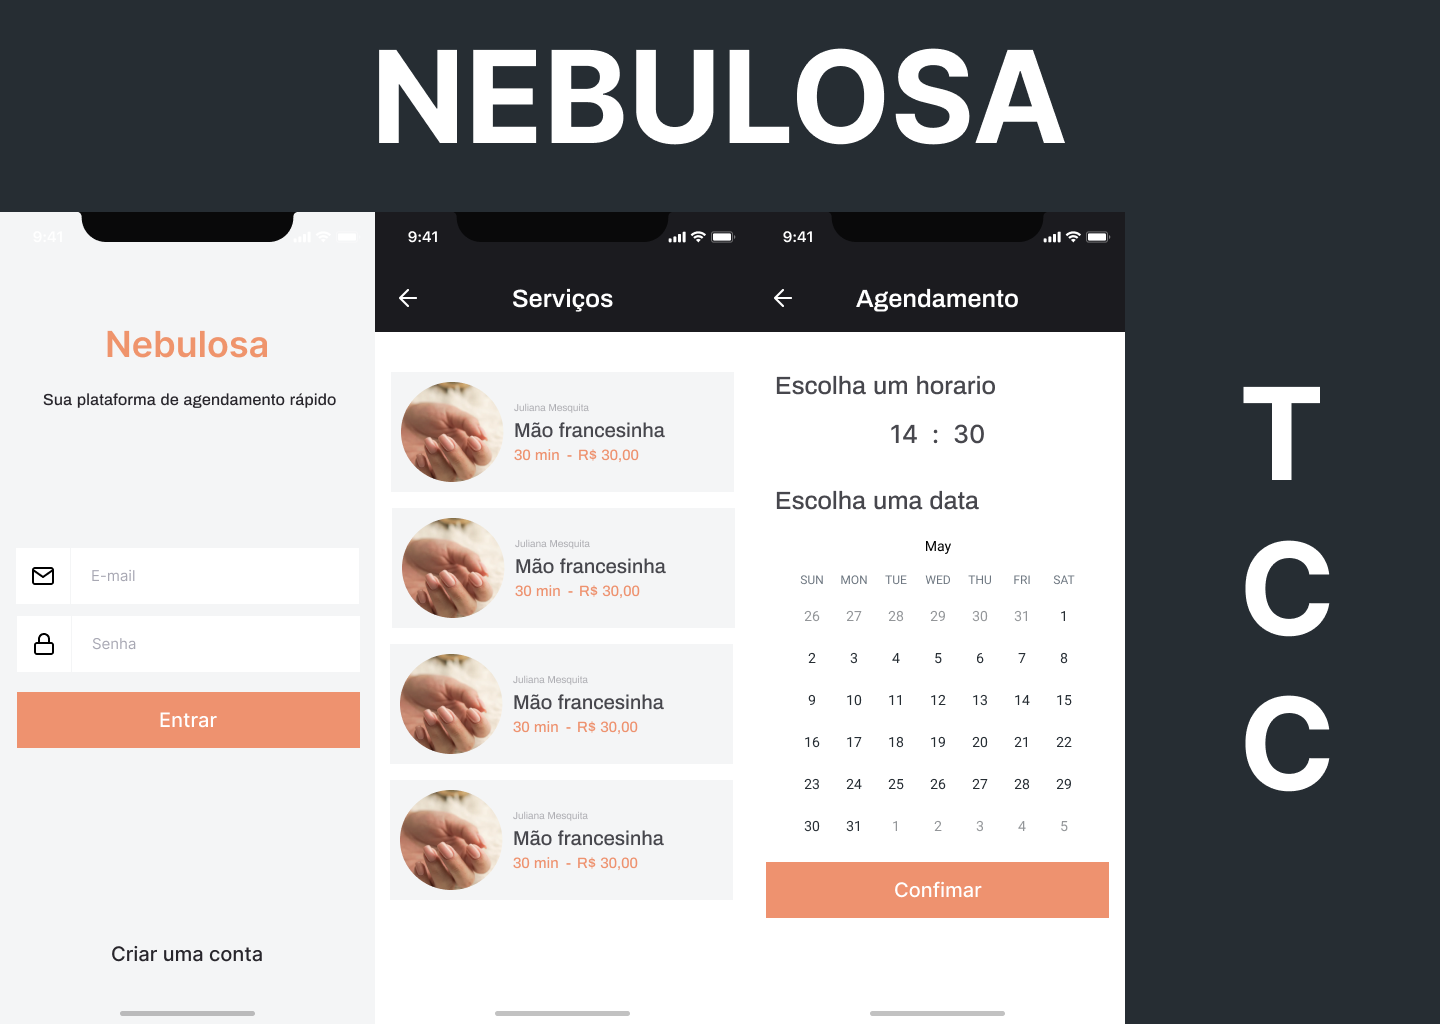 NEBULOSA
9:41
Nebulosa
Sua plataforma de agendamento rápido
E-mail
Senha
Entrar
Criar uma conta
9:41
Serviços
Juliana Mesquita
Mão francesinha
30 min - R$ 30,00
Juliana Mesquita
Mão francesinha
30 min - R$ 30,00
Juliana Mesquita
Mão francesinha
30 min - R$ 30,00
Juliana Mesquita
Mão francesinha
30 min - R$ 30,00
9:41
Agendamento
Escolha um horario
14 : 30
Escolha uma data
May
SUN MON TUE WED THU FRI SAT
26 27 28 29 30 31 1
2 3 4 5 6 7 8
9 10 11 12 13 14 15
16 17 18 19 20 21 22
23 24 25 26 27 28 29
30 31 1 2 3 4 5
Confimar
T
C
C